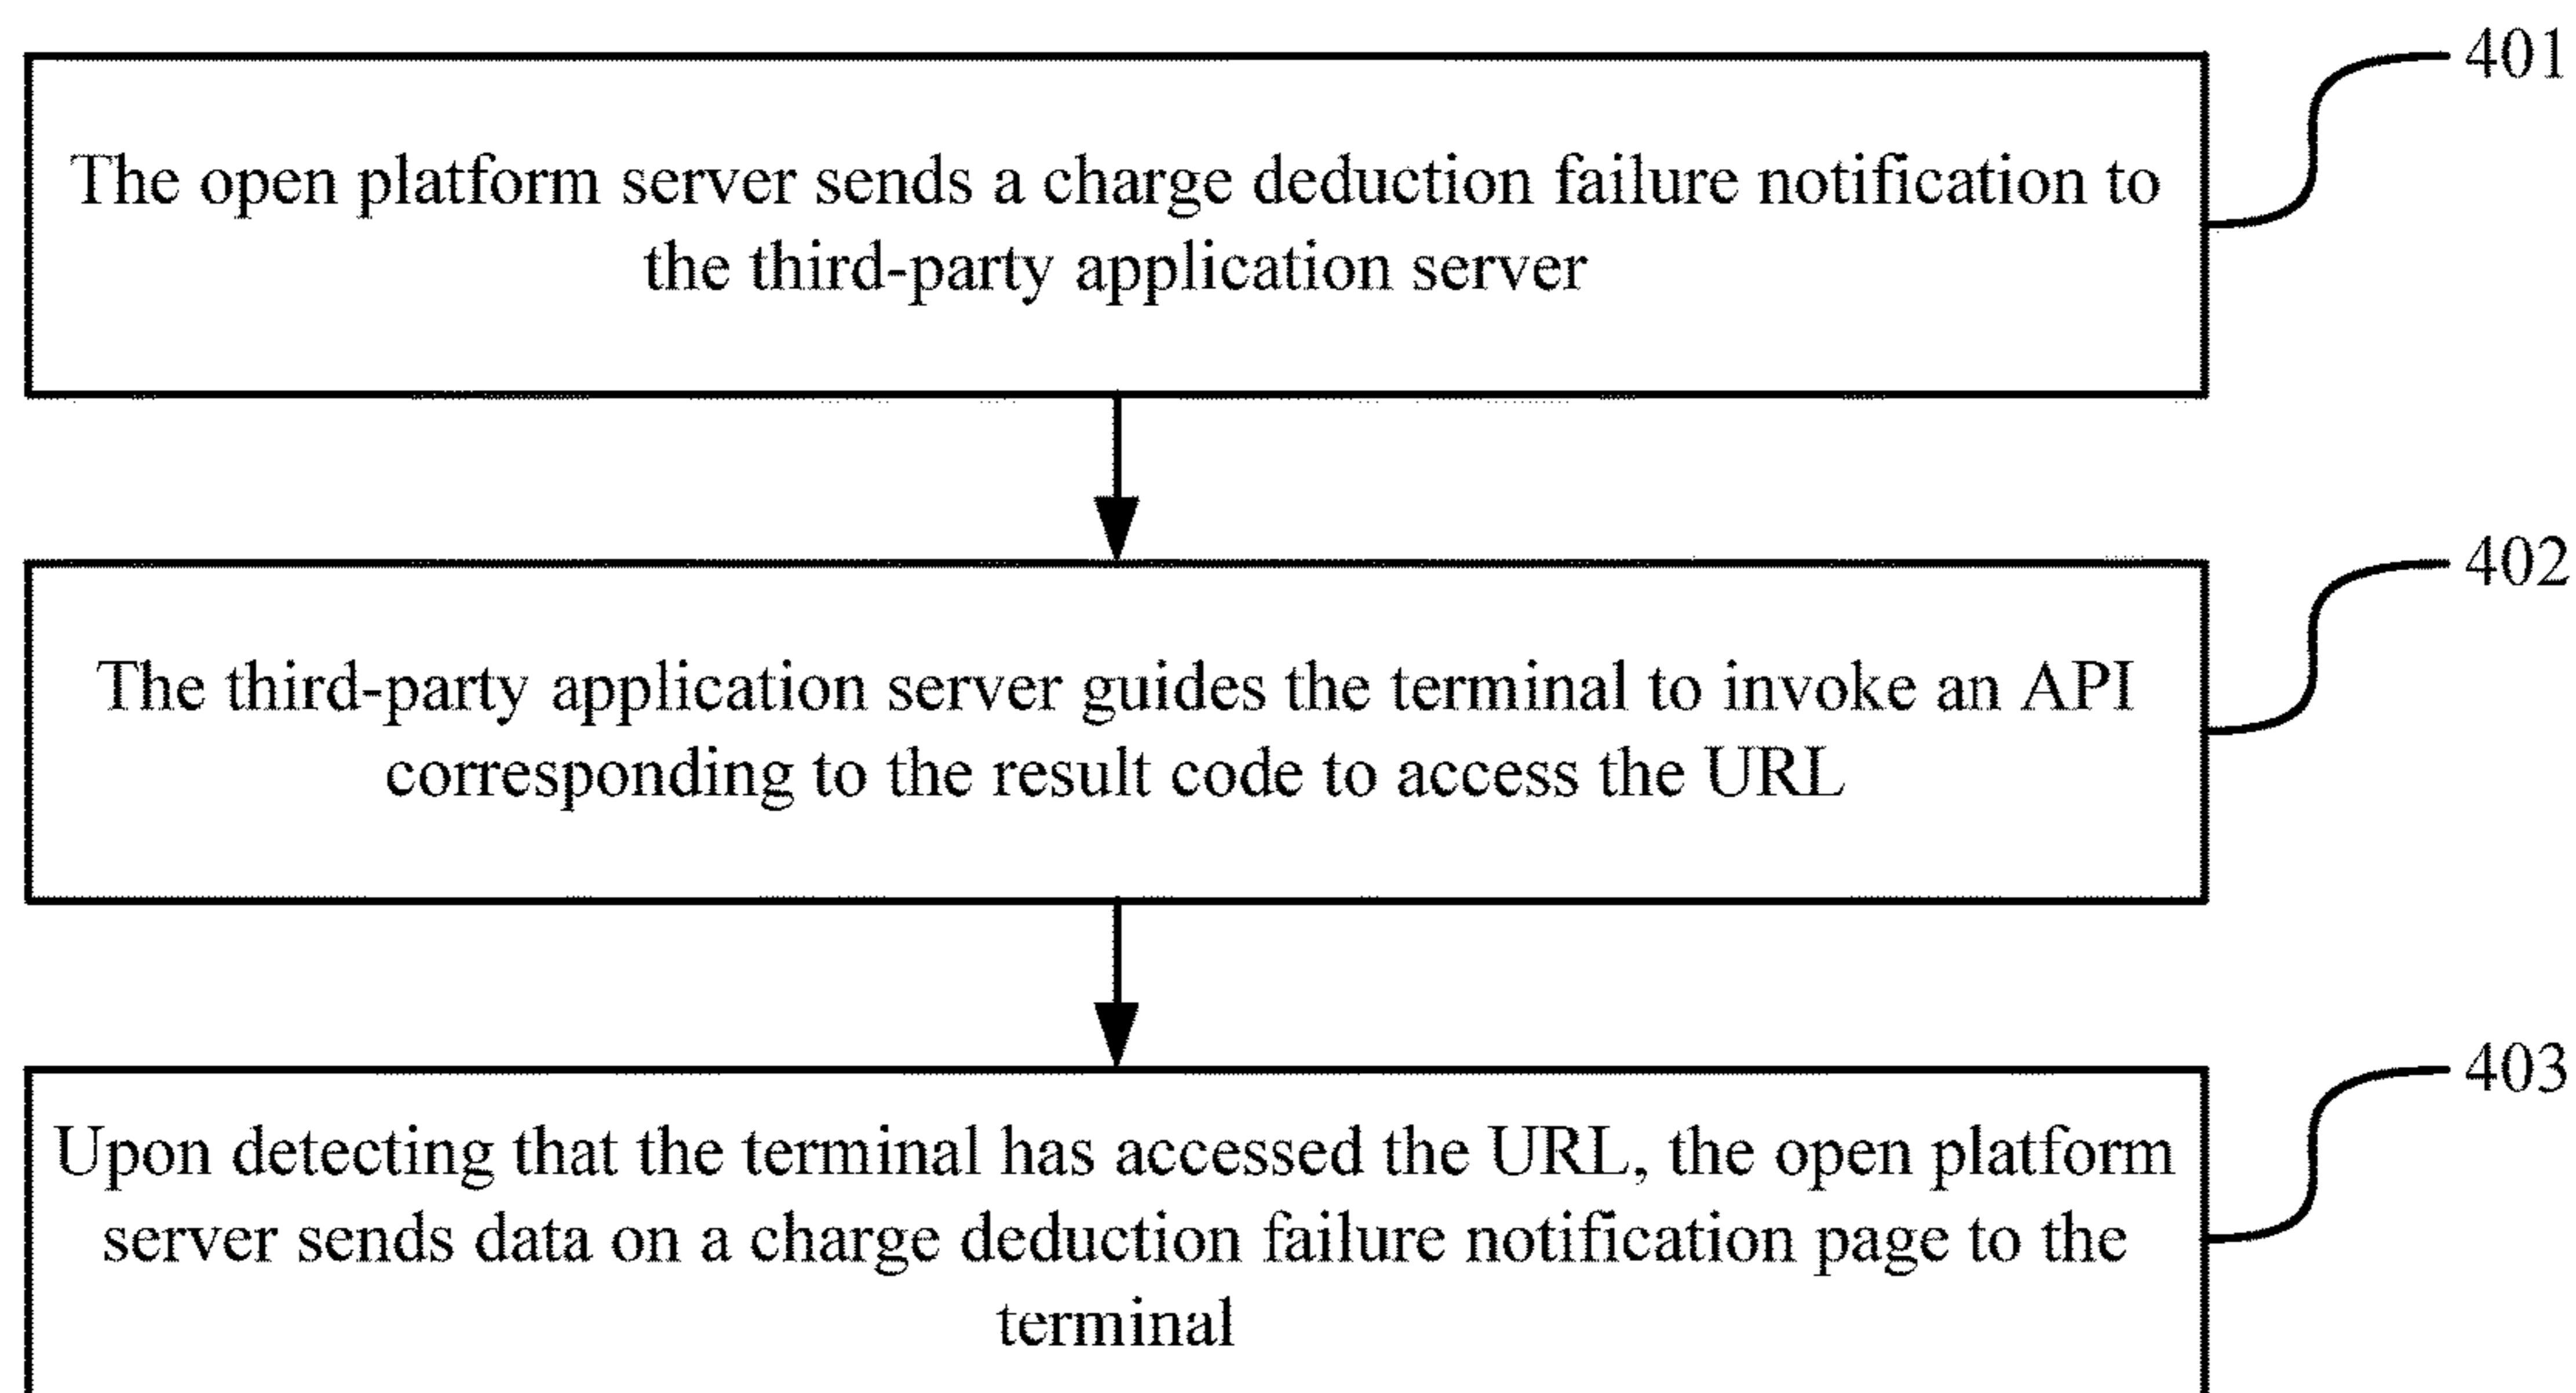 401
The open platform server sends a charge deduction failure notification to
the third-party application server
402
The third-party application server guides the terminal to invoke an API
corresponding to the result code to access the URL
403
Upon detecting that the terminal has accessed the URL, the open platform
server sends data on a charge deduction failure notification page to the
terminal